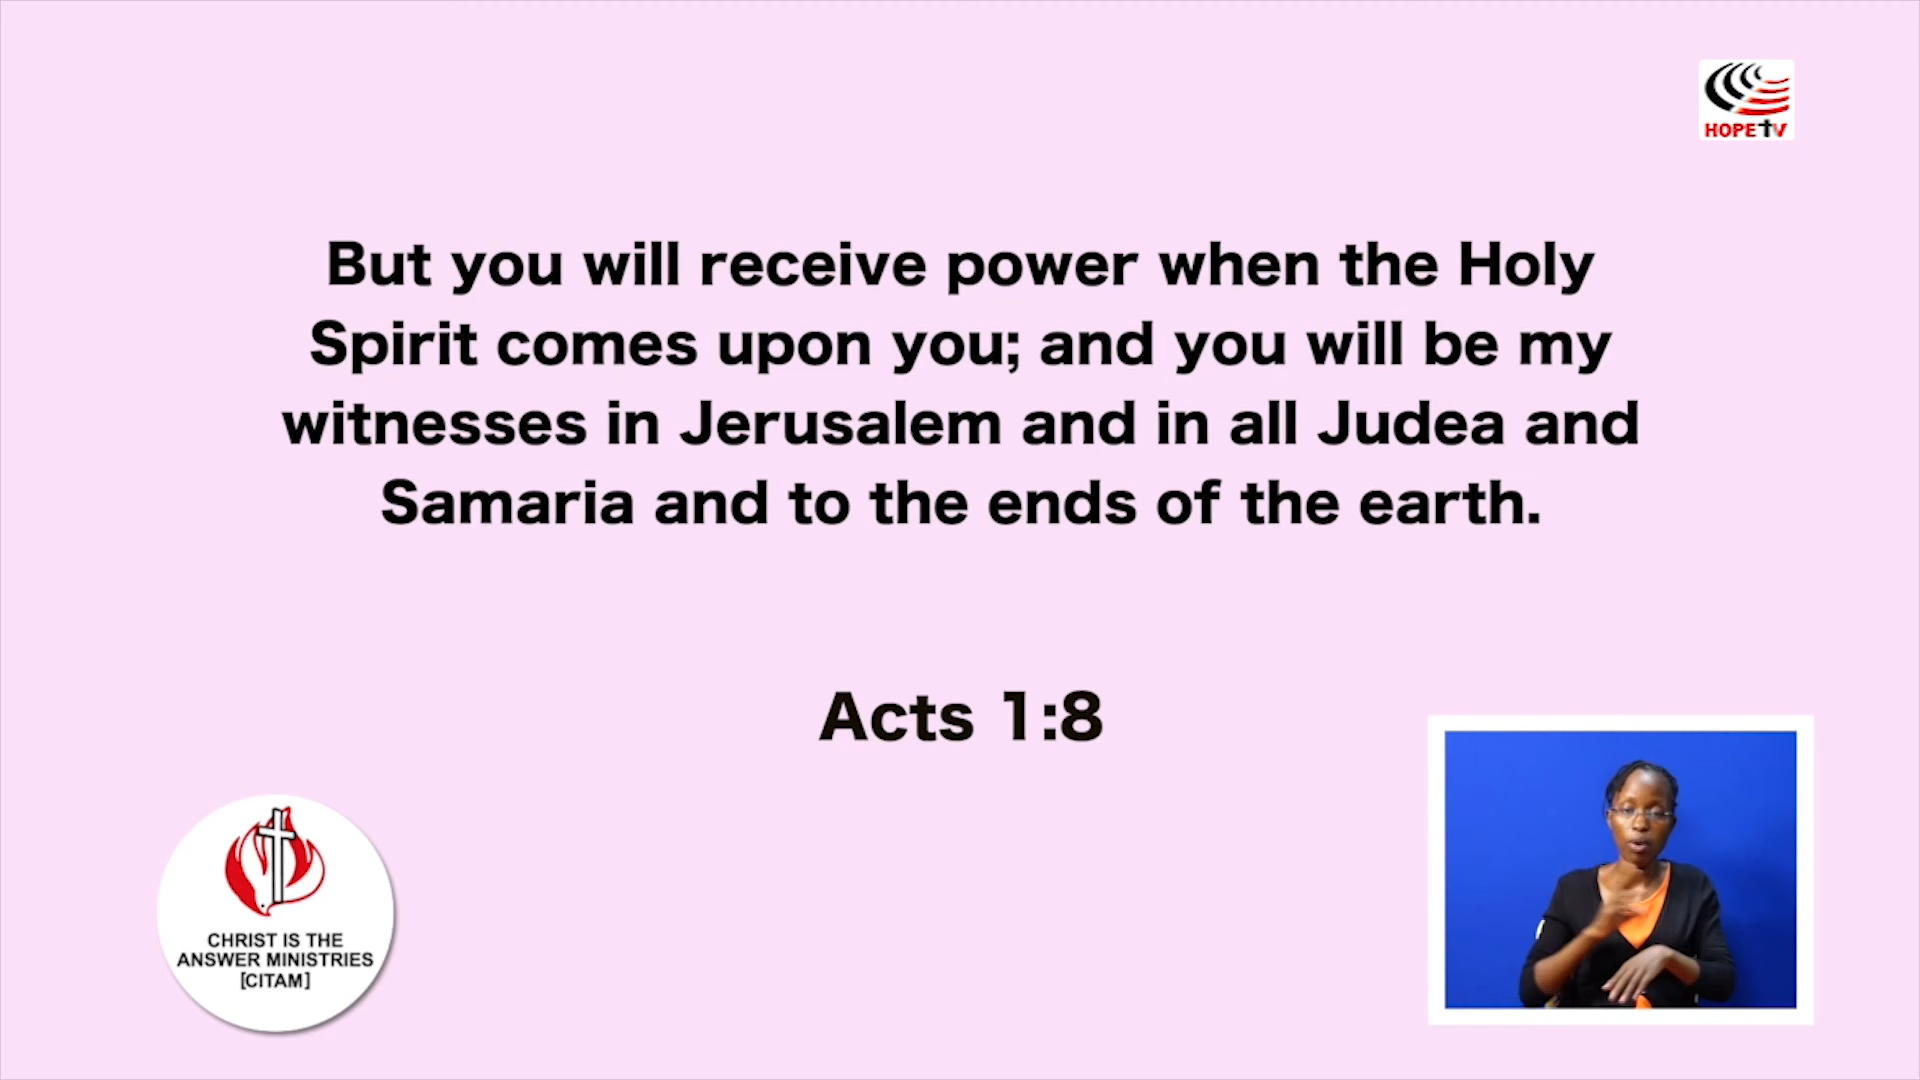 HOPE TV
But you will receive power when the Holy
Spirit comes upon you; and you will be my
witnesses in Jerusalem and in all Judea and
Samaria and to the ends of the earth.
Acts 1:8
CHRIST IS THE
ANSWER MINISTRIES
[CITAM]